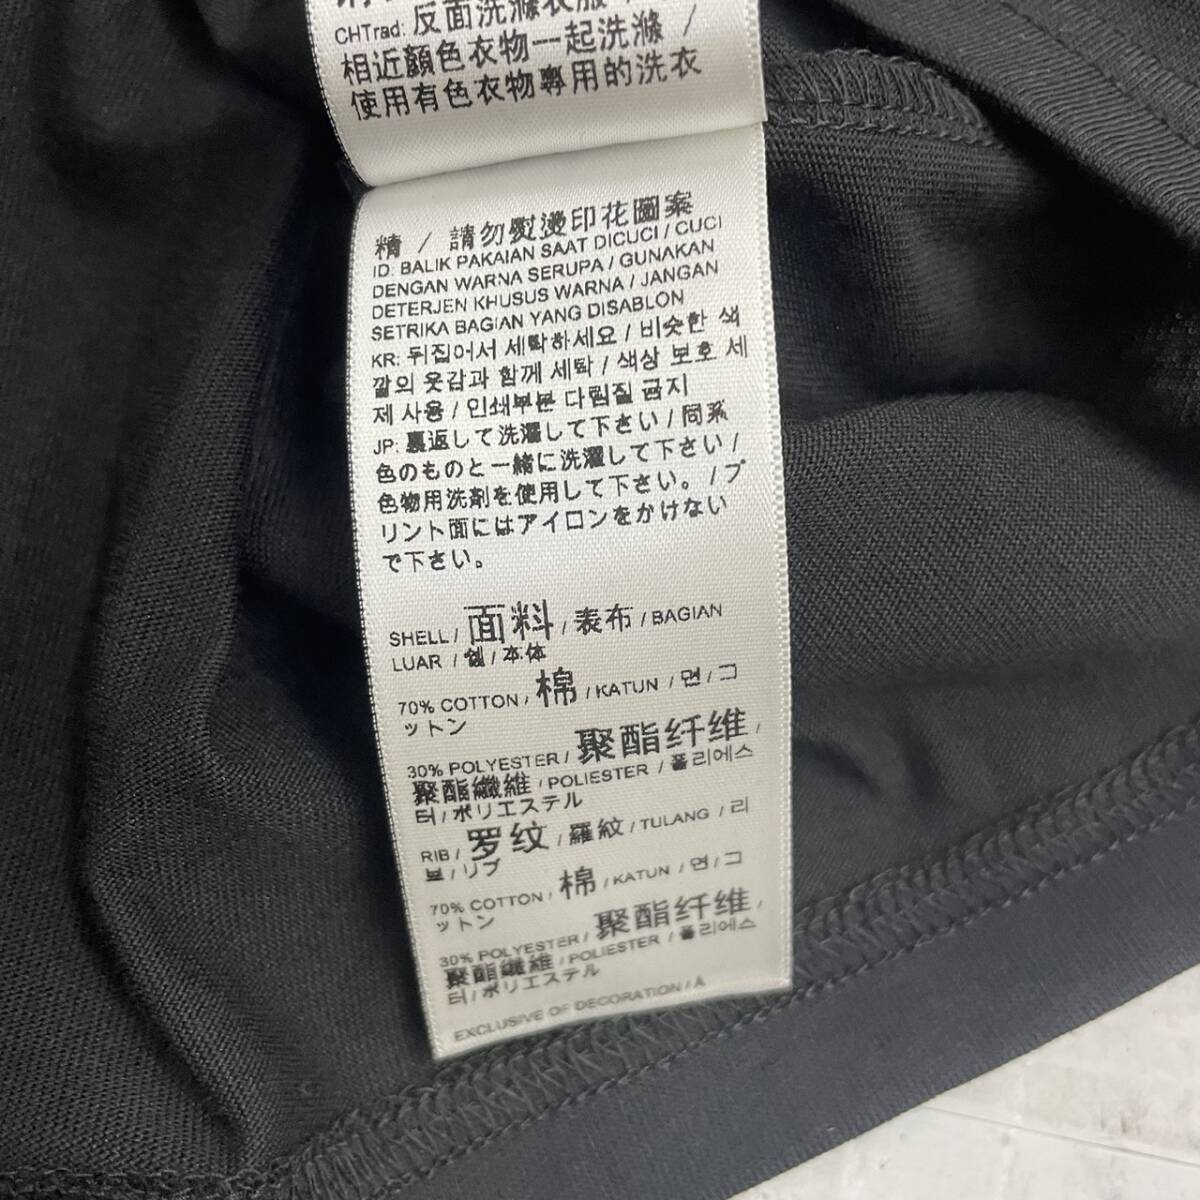 CHTrad: 反面洗滌衣服
相近顏色衣物一起洗滌 /
使用有色衣物專用的洗衣
精 / 請勿熨燙印花圖案
ID: BALIK PAKAIAN SAAT DICUCI / CUCI
DENGAN WARNA SERUPA / GUNAKAN
DETERJEN KHUSUS WARNA / JANGAN
SETRIKA BAGIAN YANG DISABLON
KR: 뒤집어서 세탁하세요 / 비슷한 색
깔의 옷감과 함께 세탁 / 색상 보호 세
제 사용 / 인쇄부분 다림질 금지
JP: 裏返して洗濯して下さい / 同系
色のものと一緒に洗濯して下さい /
色物用洗剤を使用して下さい。 / プ
リント面にはアイロンをかけない
で下さい。
SHELL / 面料 / 表布 / BAGIAN
LUAR / 쉘 / 本体
70% COTTON / 棉 / KATUN / 면 / コ
ットン
30% POLYESTER / 聚酯纤维 /
聚酯纖維 / POLIESTER / 폴리에스
터 / ポリエステル
RIB / 罗纹 / 羅紋 / TULANG / 리
브 / リブ
70% COTTON / 棉 / KATUN / 면 / コ
ットン
30% POLYESTER / 聚酯纤维 /
聚酯纖維 / POLIESTER / 폴리에스
터 / ポリエステル
EXCLUSIVE OF DECORATION / A